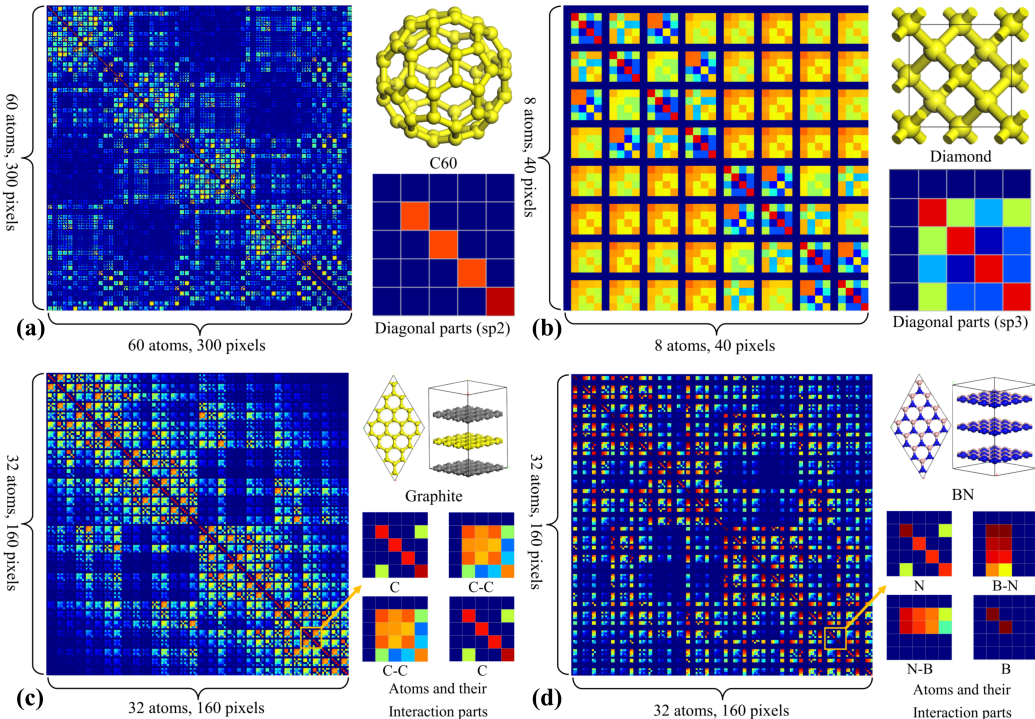 60 atoms, 300 pixels
C60
Diagonal parts (sp2)
(a)
60 atoms, 300 pixels
8 atoms, 40 pixels
Diamond
Diagonal parts (sp3)
(b)
8 atoms, 40 pixels
32 atoms, 160 pixels
Graphite
C
C-C
C-C
C
(c)
Atoms and their
Interaction parts
32 atoms, 160 pixels
32 atoms, 160 pixels
BN
N
B-N
N-B
B
(d)
Atoms and their
Interaction parts
32 atoms, 160 pixels